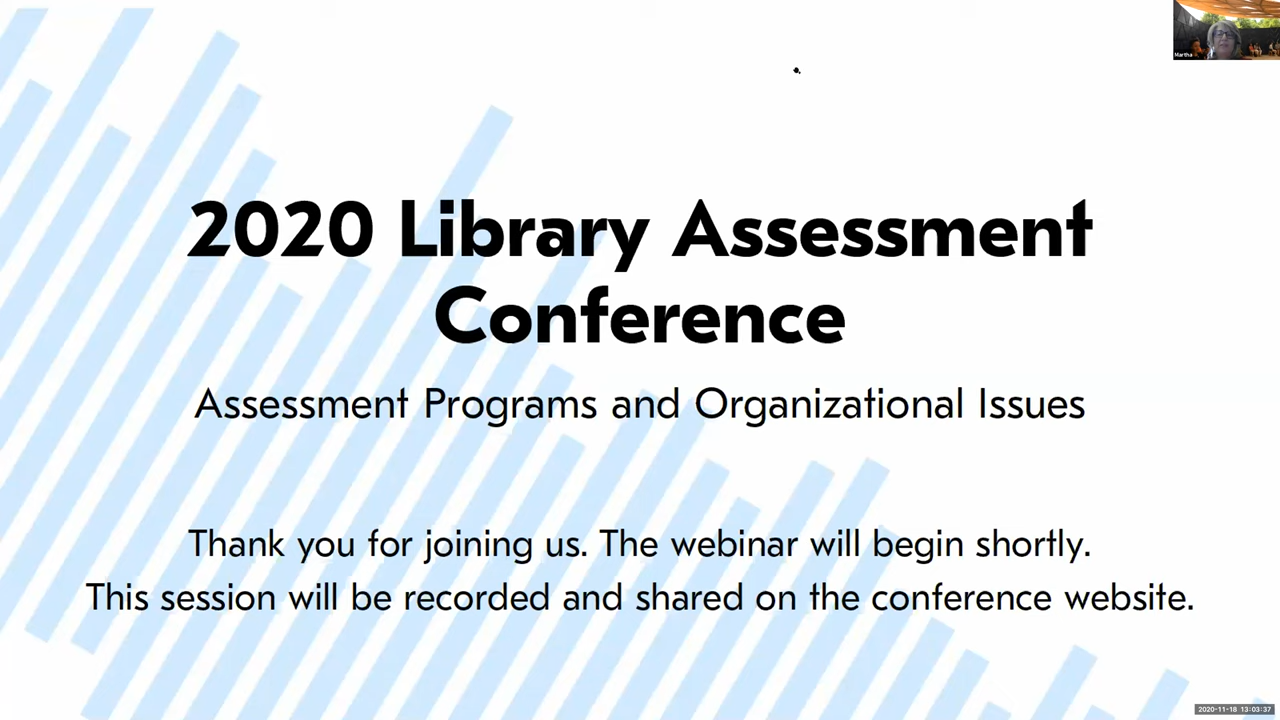 Martha
2020 Library Assessment
Conference
Assessment Programs and Organizational Issues
Thank you for joining us. The webinar will begin shortly.
This session will be recorded and shared on the conference website.
2020-11-18 13:03:37